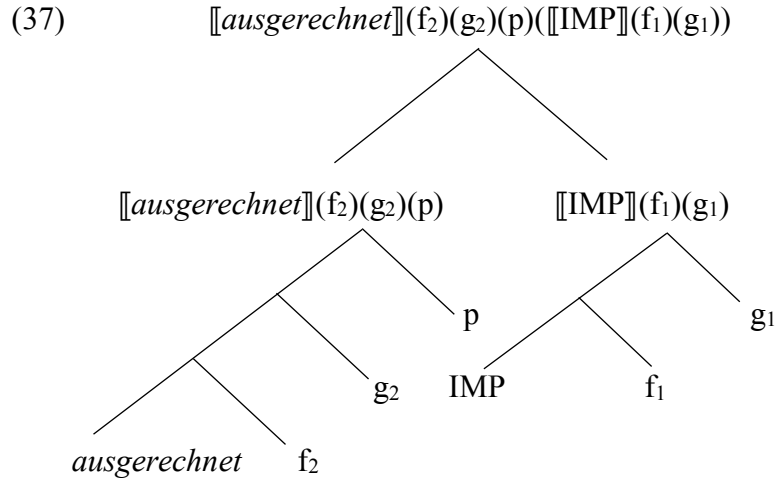 (37) ⟦ausgerechnet⟧(f₂)(g₂)(p)(⟦IMP⟧(f₁)(g₁))
⟦ausgerechnet⟧(f₂)(g₂)(p) ⟦IMP⟧(f₁)(g₁)
p g₁
g₂ IMP f₁
ausgerechnet f₂